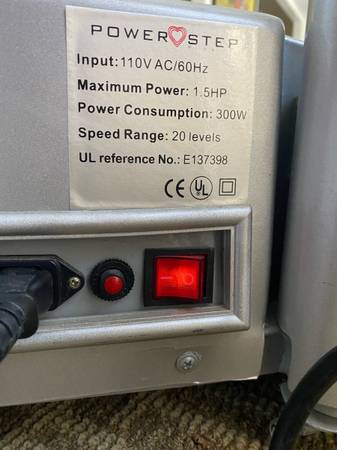 POWER STEP
Input: 110V AC/60Hz
Maximum Power: 1.5HP
Power Consumption: 300W
Speed Range: 20 levels
UL reference No.: E137398
CE UL